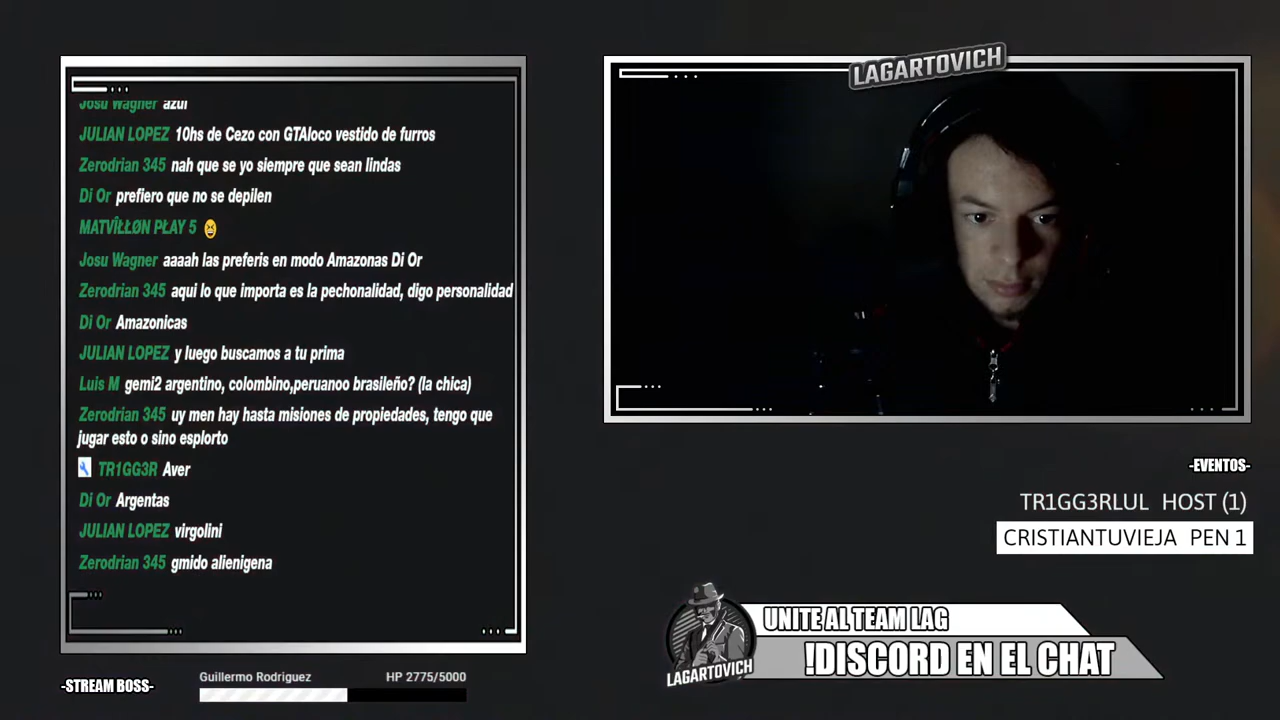 Josu Wagner azul
JULIAN LOPEZ 10hs de Cezo con GTAloco vestido de furros
Zerodrian 345 nah que se yo siempre que sean lindas
Di Or prefiero que no se depilen
MATVÎŁŁØN PŁAY 5
Josu Wagner aaaah las preferis en modo Amazonas Di Or
Zerodrian 345 aqui lo que importa es la pechonalidad, digo personalidad
Di Or Amazonicas
JULIAN LOPEZ y luego buscamos a tu prima
Luis M gemi2 argentino, colombino,peruanoo brasileño? (la chica)
Zerodrian 345 uy men hay hasta misiones de propiedades, tengo que
jugar esto o sino esplorto
TR1GG3R Aver
Di Or Argentas
JULIAN LOPEZ virgolini
Zerodrian 345 gmido alienigena
-STREAM BOSS-
Guillermo Rodriguez HP 2775/5000
LAGARTOVICH
-EVENTOS-
TR1GG3RLUL HOST (1)
CRISTIANTUVIEJA PEN 1
LAGARTOVICH
UNITE AL TEAM LAG
!DISCORD EN EL CHAT